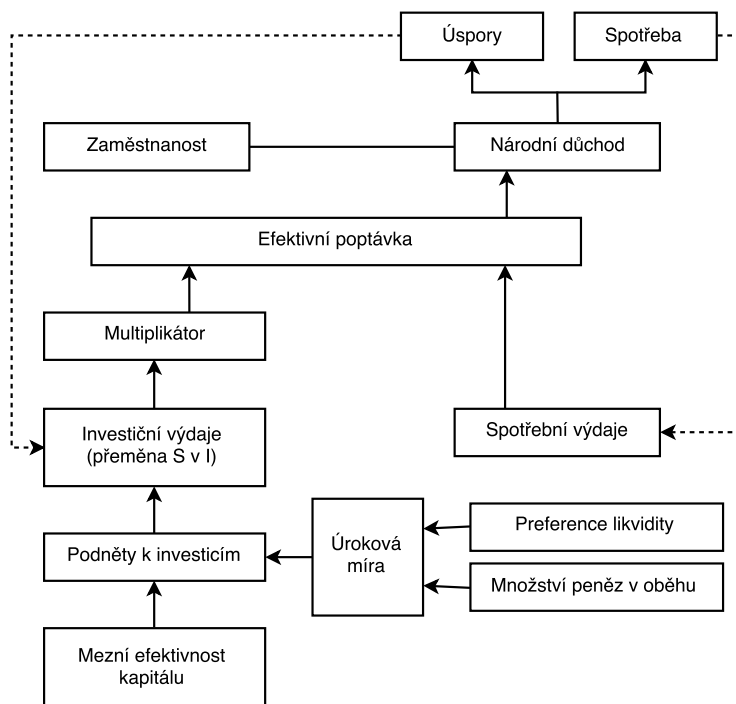 Úspory
Spotřeba
Zaměstnanost
Národní důchod
Efektivní poptávka
Multiplikátor
Investiční výdaje
(přeměna S v I)
Spotřební výdaje
Podněty k investicím
Úroková
míra
Preference likvidity
Množství peněz v oběhu
Mezní efektivnost
kapitálu